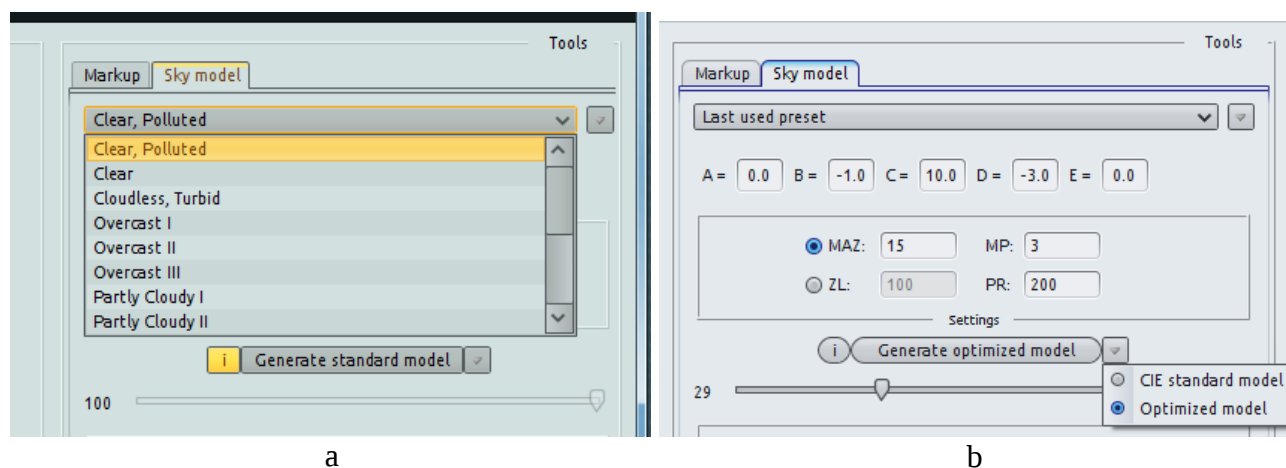 Tools
Markup Sky model
Clear, Polluted
Clear, Polluted
Clear
Cloudless, Turbid
Overcast I
Overcast II
Overcast III
Partly Cloudy I
Partly Cloudy II
i Generate standard model
100
a
Tools
Markup Sky model
Last used preset
A = 0.0 B = -1.0 C = 10.0 D = -3.0 E = 0.0
MAZ: 15 MP: 3
ZL: 100 PR: 200
Settings
i Generate optimized model
29
CIE standard model
Optimized model
b